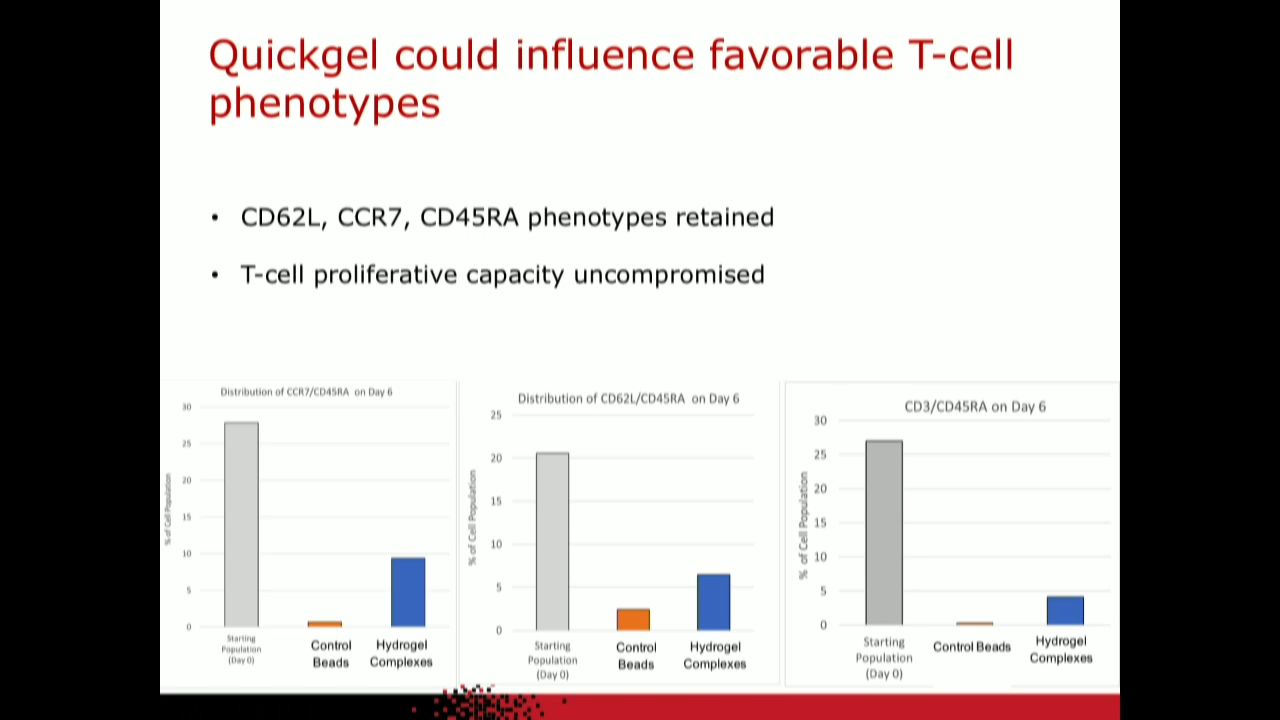 Quickgel could influence favorable T-cell
phenotypes
• CD62L, CCR7, CD45RA phenotypes retained
• T-cell proliferative capacity uncompromised
Distribution of CCR7/CD45RA on Day 6
30
25
20
15
10
5
0
% of Cell Population
Starting
Population
(Day 0)
Control
Beads
Hydrogel
Complexes
Distribution of CD62L/CD45RA on Day 6
25
20
15
10
5
0
% of Cell Population
Starting
Population
(Day 0)
Control
Beads
Hydrogel
Complexes
CD3/CD45RA on Day 6
30
25
20
15
10
5
0
% of Cell Population
Starting
Population
(Day 0)
Control Beads
Hydrogel
Complexes